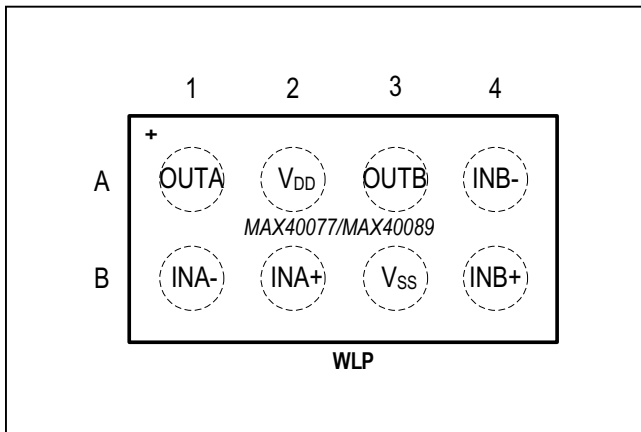 1 2 3 4
+
A OUTA VDD OUTB INB-
MAX40077/MAX40089
B INA- INA+ VSS INB+
WLP